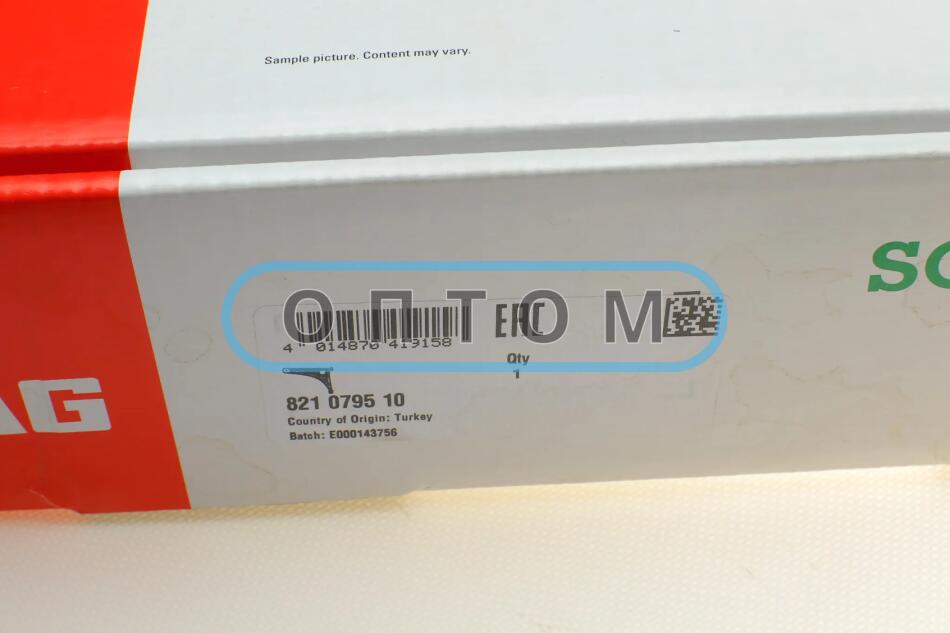 Sample picture. Content may vary.
ОПТОМ
EAC
4 014870 419158
Qty
1
821 0795 10
Country of Origin: Turkey
Batch: E000143756
AG